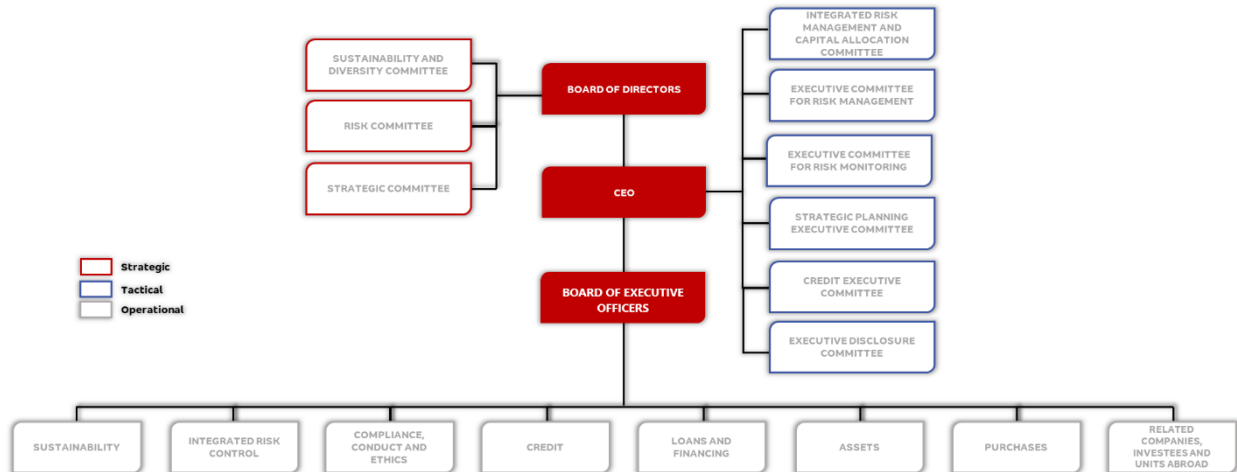 INTEGRATED RISK
MANAGEMENT AND
CAPITAL ALLOCATION
COMMITTEE
SUSTAINABILITY AND
DIVERSITY COMMITTEE
BOARD OF DIRECTORS
EXECUTIVE COMMITTEE
FOR RISK MANAGEMENT
RISK COMMITTEE
EXECUTIVE COMMITTEE
FOR RISK MONITORING
STRATEGIC COMMITTEE
CEO
STRATEGIC PLANNING
EXECUTIVE COMMITTEE
Strategic
Tactical
Operational
BOARD OF EXECUTIVE
OFFICERS
CREDIT EXECUTIVE
COMMITTEE
EXECUTIVE DISCLOSURE
COMMITTEE
SUSTAINABILITY
INTEGRATED RISK
CONTROL
COMPLIANCE,
CONDUCT AND
ETHICS
CREDIT
LOANS AND
FINANCING
ASSETS
PURCHASES
RELATED
COMPANIES,
INVESTEES AND
UNITS ABROAD